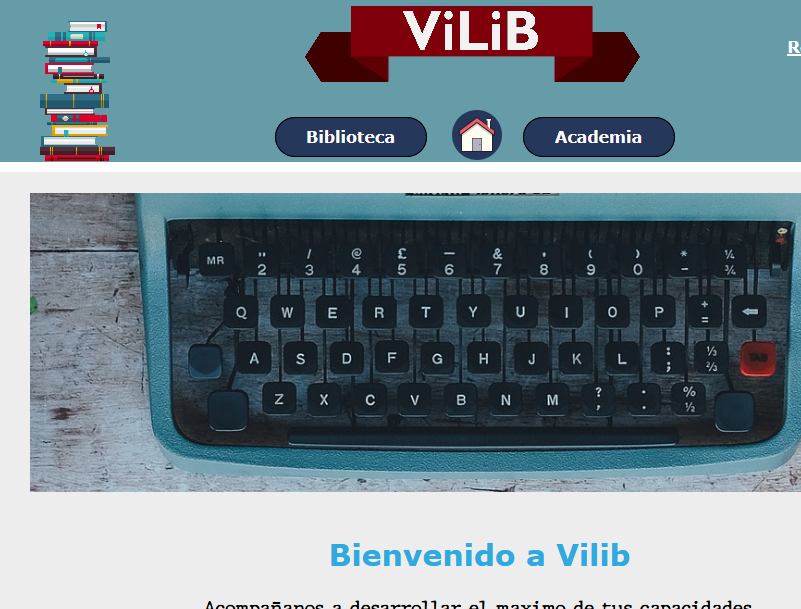 ViLiB
Biblioteca
Academia
MR " 2 / 3 @ 4 £ 5 — 6 & 7 ' 8 ( 9 ) 0 * - ¼ ¾
Q W E R T Y U I O P + =
A S D F G H J K L : ; ⅓ ⅔ TAB
Z X C V B N M ? , . . % ½
Bienvenido a Vilib
Acompañanos a desarrollar el maximo de tus capacidades